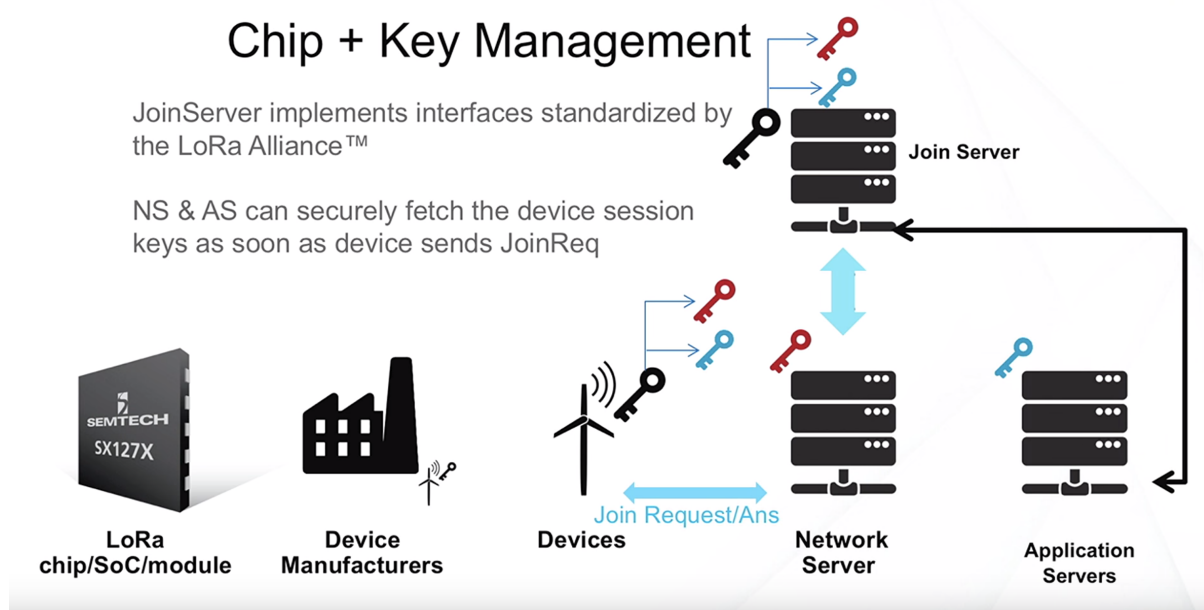 Chip + Key Management
JoinServer implements interfaces standardized by
the LoRa Alliance™
NS & AS can securely fetch the device session
keys as soon as device sends JoinReq
Join Server
SEMTECH
SX127X
Join Request/Ans
LoRa
chip/SoC/module
Device
Manufacturers
Devices
Network
Server
Application
Servers